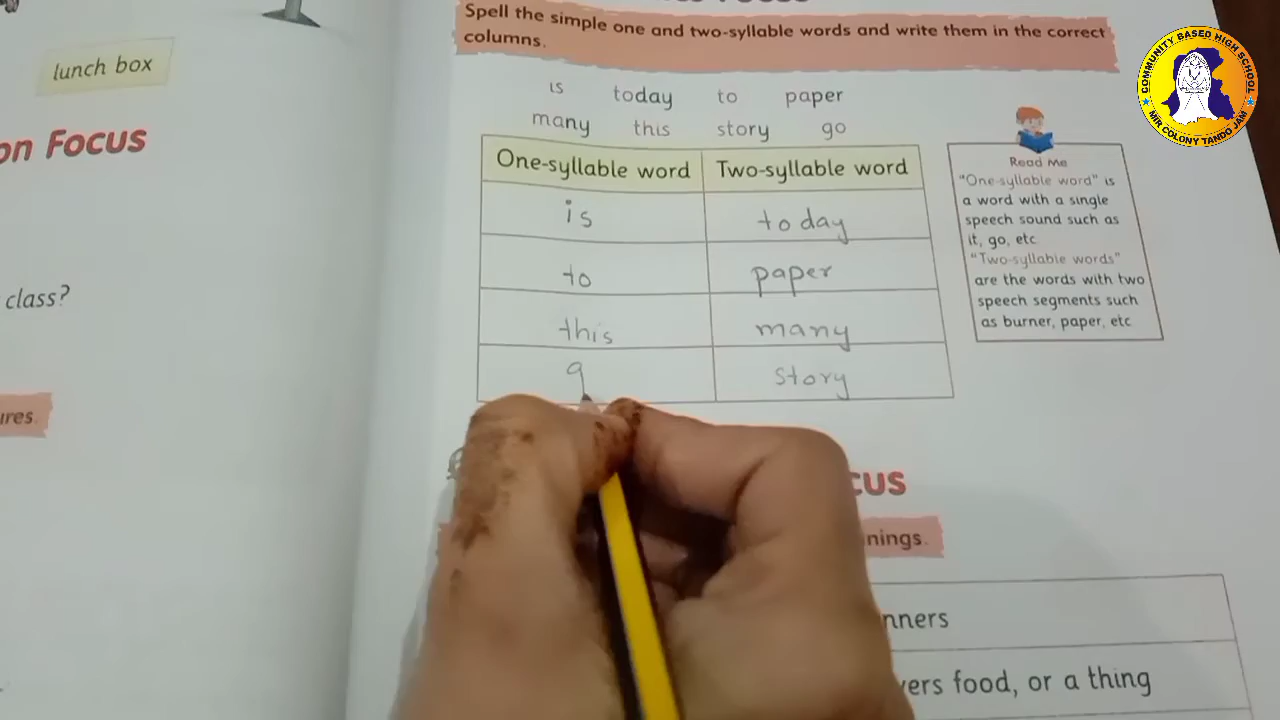 Spell the simple one and two-syllable words and write them in the correct
columns.
lunch box
on Focus
class?
ures.
is today to paper
many this story go
One-syllable word Two-syllable word
is today
to paper
this many
g story
Read Me
"One-syllable word" is
a word with a single
speech sound such as
it, go, etc
"Two-syllable words"
are the words with two
speech segments such
as burner, paper, etc
cus
nings.
nners
vers food, or a thing
COMMUNITY BASED HIGH SCHOOL
MIR COLONY TANDO JAM